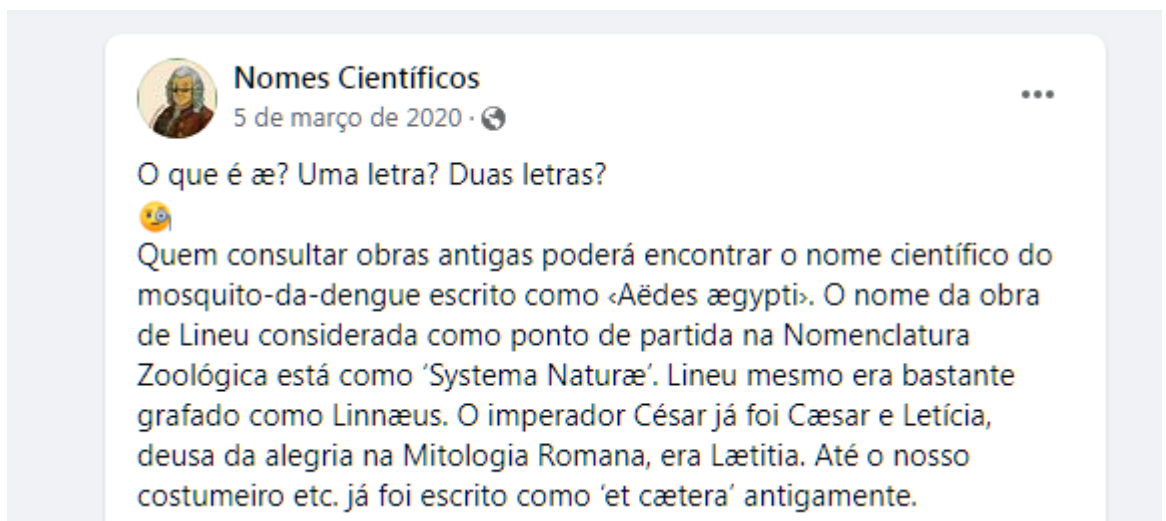 Nomes Científicos
5 de março de 2020 ·
O que é æ? Uma letra? Duas letras?
Quem consultar obras antigas poderá encontrar o nome científico do
mosquito-da-dengue escrito como ‹Aëdes ægypti›. O nome da obra
de Lineu considerada como ponto de partida na Nomenclatura
Zoológica está como ‘Systema Naturæ’. Lineu mesmo era bastante
grafado como Linnæus. O imperador César já foi Cæsar e Letícia,
deusa da alegria na Mitologia Romana, era Lætitia. Até o nosso
costumeiro etc. já foi escrito como ‘et cætera’ antigamente.